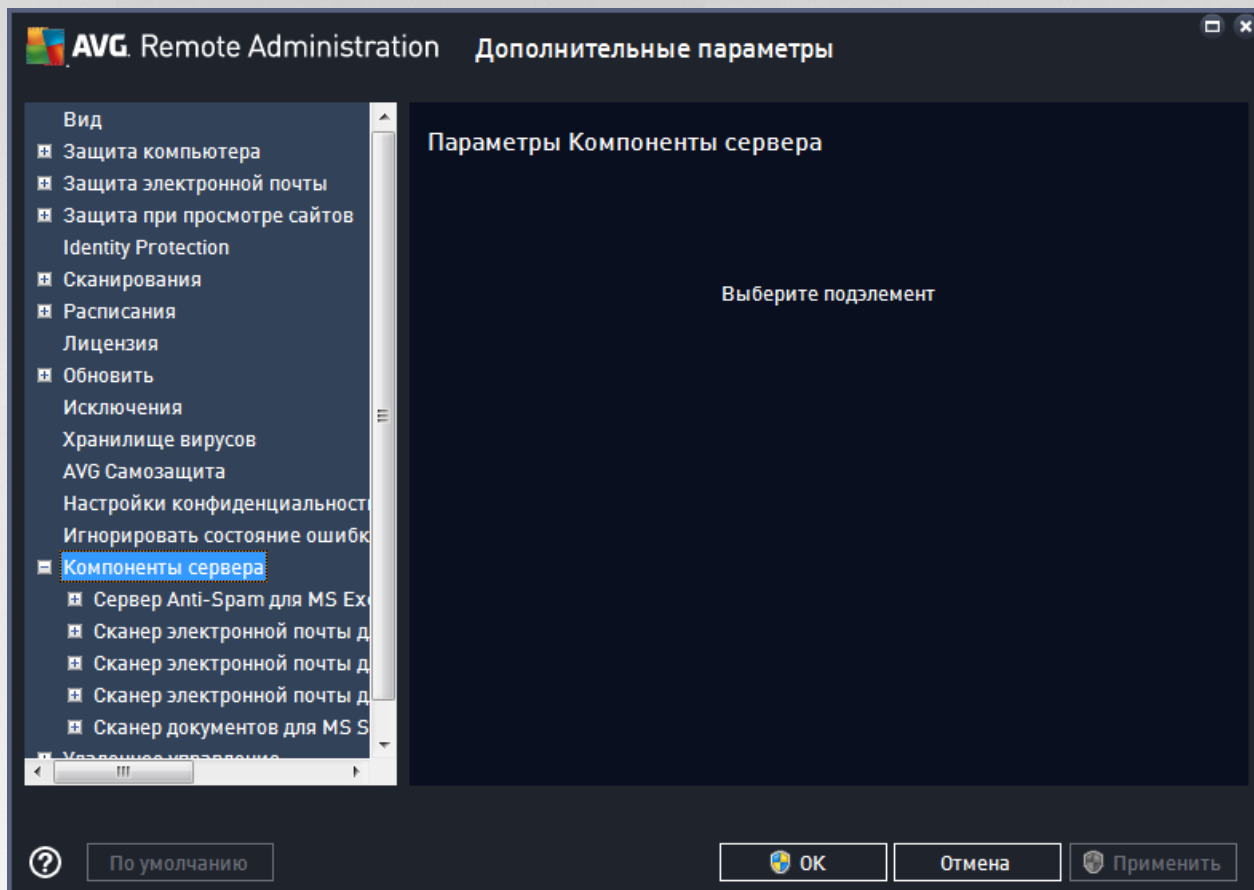 AVG. Remote Administration
Дополнительные параметры
Вид
Защита компьютера
Защита электронной почты
Защита при просмотре сайтов
Identity Protection
Сканирования
Расписания
Лицензия
Обновить
Исключения
Хранилище вирусов
AVG Самозащита
Настройки конфиденциальност
Игнорировать состояние ошибк
Компоненты сервера
Сервер Anti-Spam для MS Ex
Сканер электронной почты д
Сканер электронной почты д
Сканер электронной почты д
Сканер документов для MS S
Удаленное управление
Параметры Компоненты сервера
Выберите подэлемент
По умолчанию
OK
Отмена
Применить